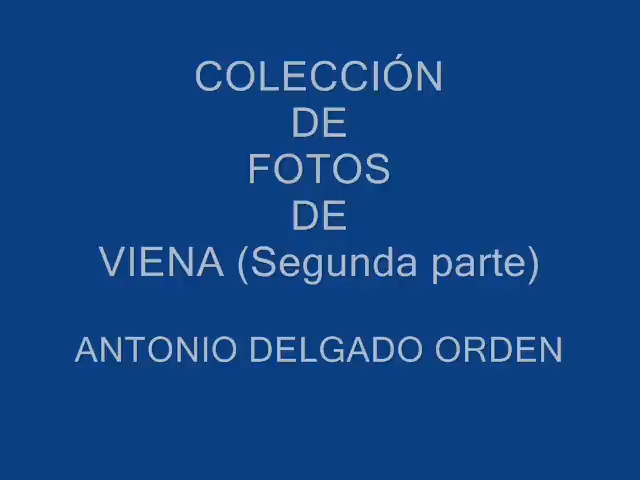 COLECCIÓN
DE
FOTOS
DE
VIENA (Segunda parte)
ANTONIO DELGADO ORDEN